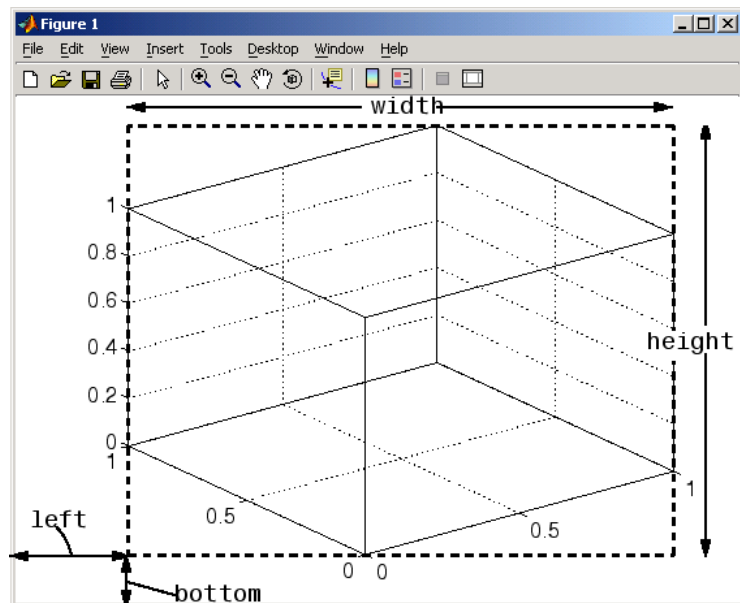 Figure 1
File Edit View Insert Tools Desktop Window Help
width
1
0.8
0.6
height
0.4
0.2
0
1
1
0.5
0.5
left
0 0
bottom